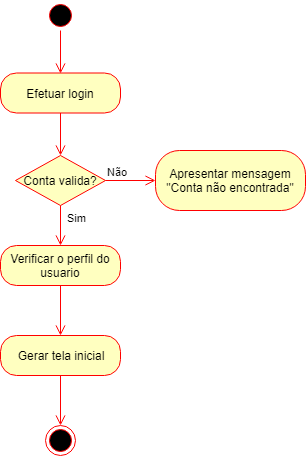 Efetuar login
Conta valida?
Não
Apresentar mensagem
"Conta não encontrada"
Sim
Verificar o perfil do
usuario
Gerar tela inicial